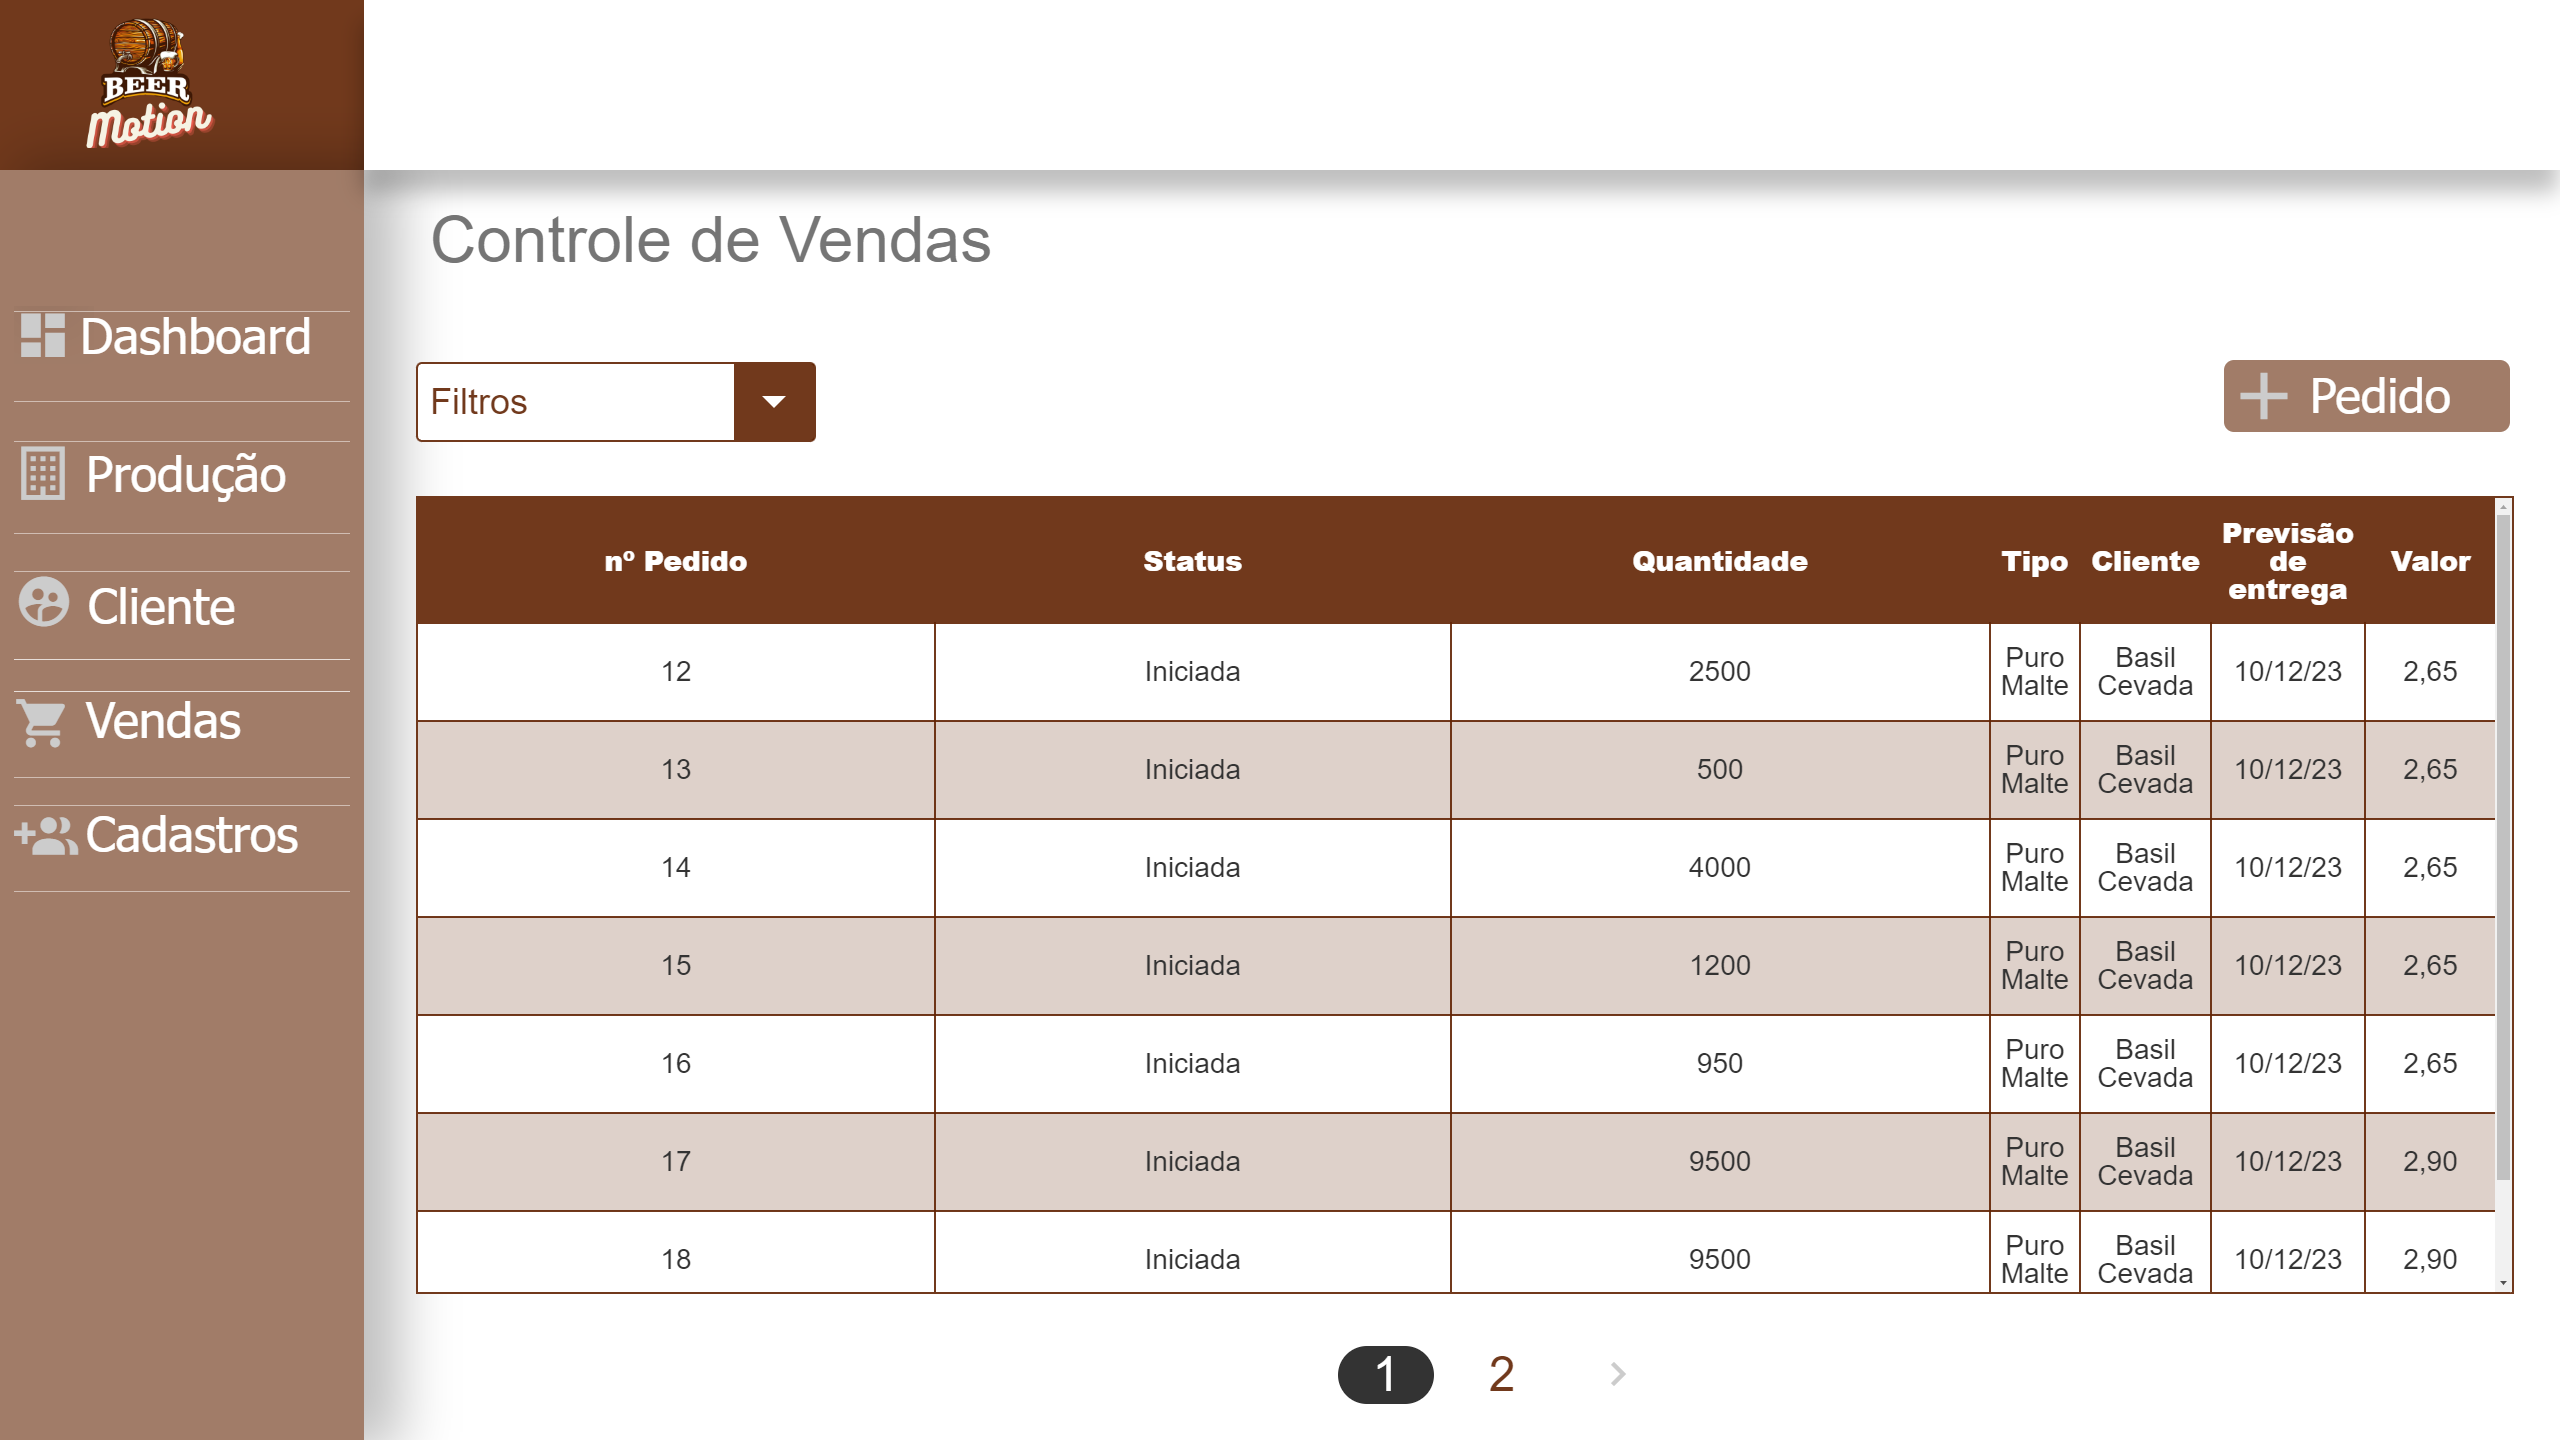 BEER
Motion
Controle de Vendas
Dashboard
Produção
Cliente
Vendas
Cadastros
Filtros
Pedido
nº Pedido Status Quantidade Tipo Cliente Previsão de entrega Valor
12 Iniciada 2500 Puro Malte Basil Cevada 10/12/23 2,65
13 Iniciada 500 Puro Malte Basil Cevada 10/12/23 2,65
14 Iniciada 4000 Puro Malte Basil Cevada 10/12/23 2,65
15 Iniciada 1200 Puro Malte Basil Cevada 10/12/23 2,65
16 Iniciada 950 Puro Malte Basil Cevada 10/12/23 2,65
17 Iniciada 9500 Puro Malte Basil Cevada 10/12/23 2,90
18 Iniciada 9500 Puro Malte Basil Cevada 10/12/23 2,90
1 2